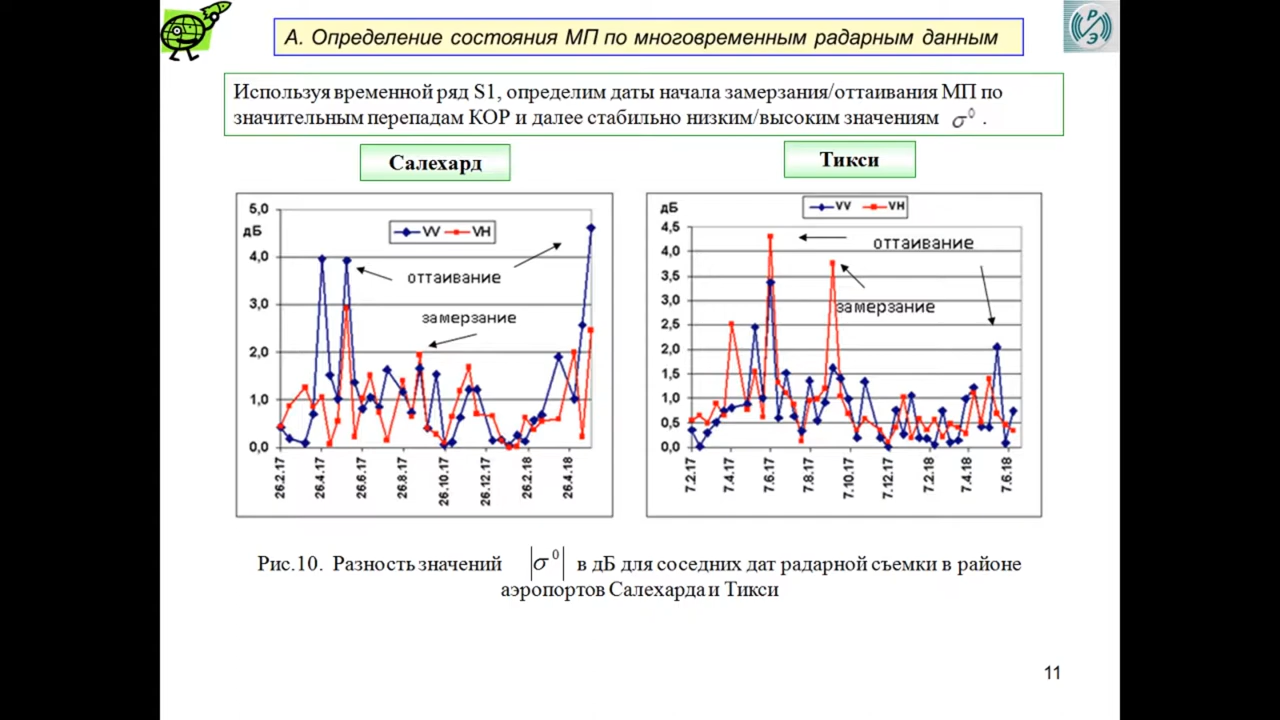 А. Определение состояния МП по многовременным радарным данным
РЭ
Используя временной ряд S1, определим даты начала замерзания/оттаивания МП по
значительным перепадам КОР и далее стабильно низким/высоким значениям σ⁰ .
Салехард
Тикси
5,0
дБ
4,0
3,0
2,0
1,0
0,0
VV VH
оттаивание
замерзание
26.2.17 26.4.17 26.6.17 26.8.17 26.10.17 26.12.17 26.2.18 26.4.18
дБ
VV VH
4,5
4,0
3,5
3,0
2,5
2,0
1,5
1,0
0,5
0,0
оттаивание
замерзание
7.2.17 7.4.17 7.6.17 7.8.17 7.10.17 7.12.17 7.2.18 7.4.18 7.6.18
Рис.10. Разность значений |σ⁰| в дБ для соседних дат радарной съемки в районе
аэропортов Салехарда и Тикси
11